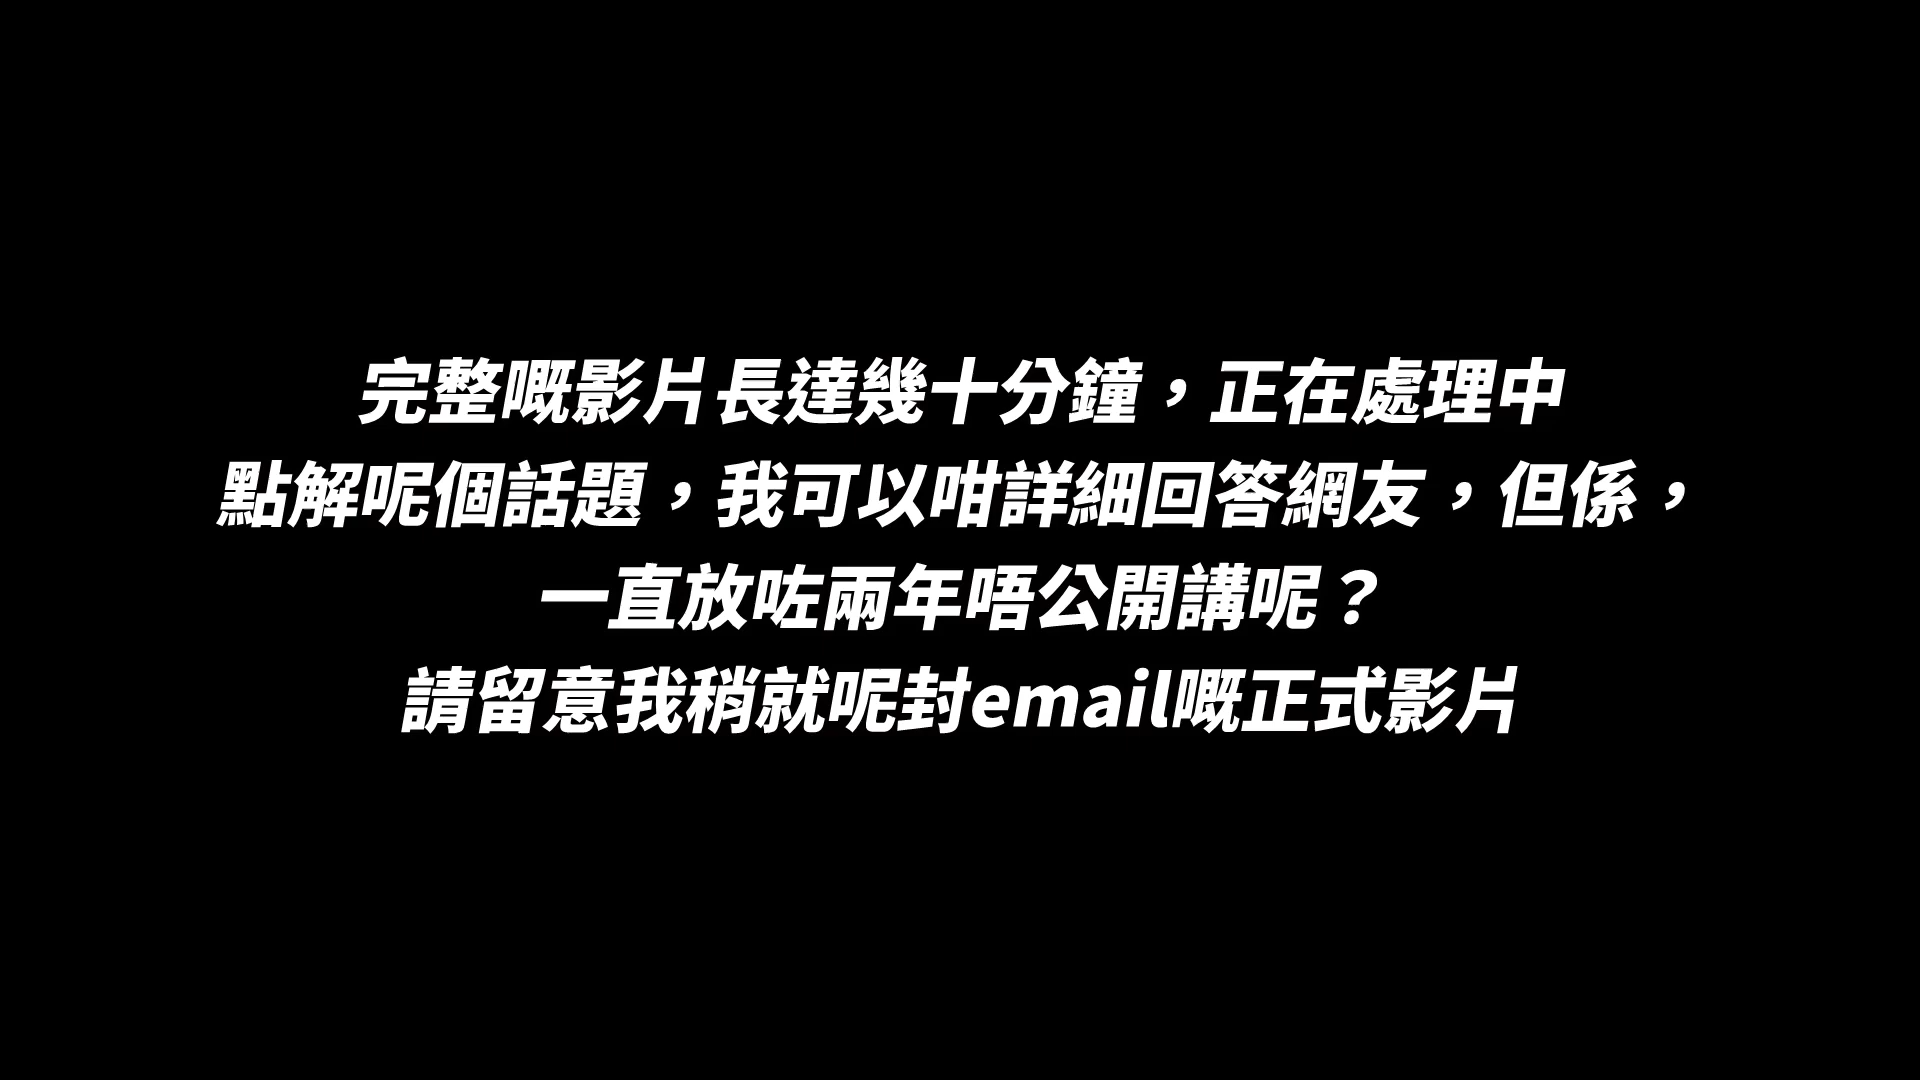 完整嘅影片長達幾十分鐘，正在處理中
點解呢個話題，我可以咁詳細回答網友，但係，
一直放咗兩年唔公開講呢？
請留意我稍就呢封email嘅正式影片